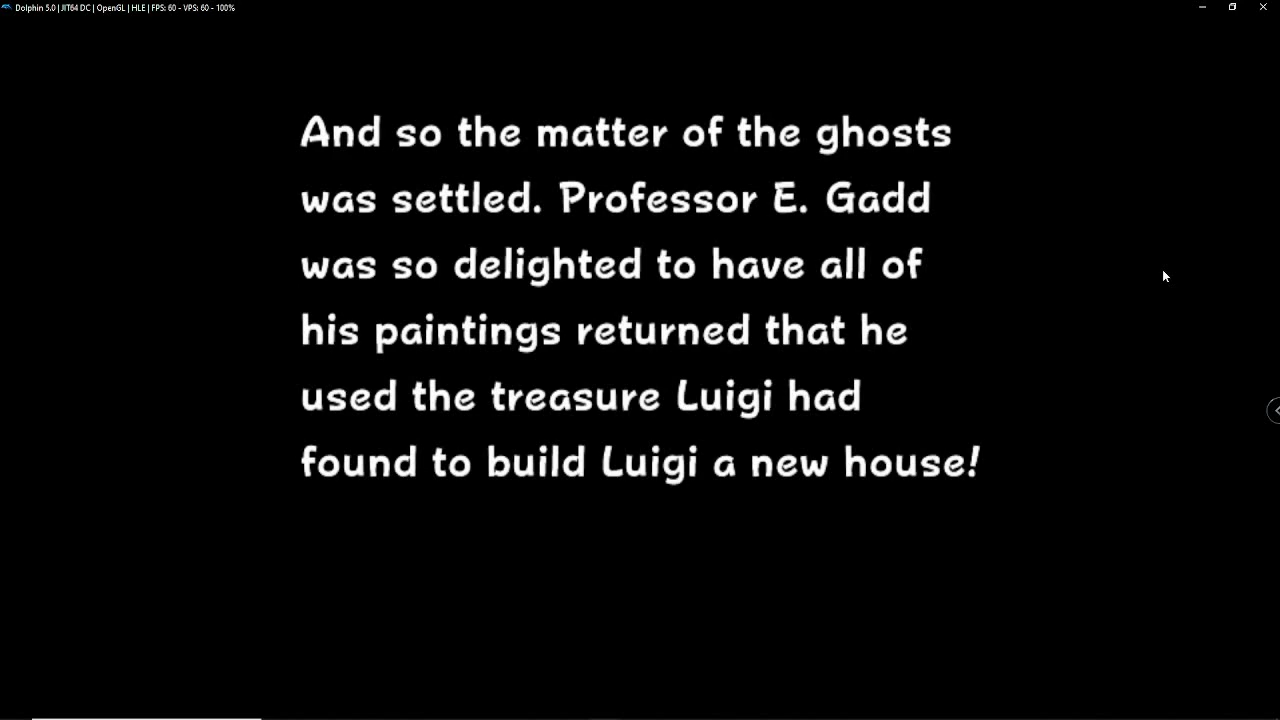 Dolphin 5.0 | JIT64 DC | OpenGL | HLE | FPS: 60 - VPS: 60 - 100%
And so the matter of the ghosts
was settled. Professor E. Gadd
was so delighted to have all of
his paintings returned that he
used the treasure Luigi had
found to build Luigi a new house!